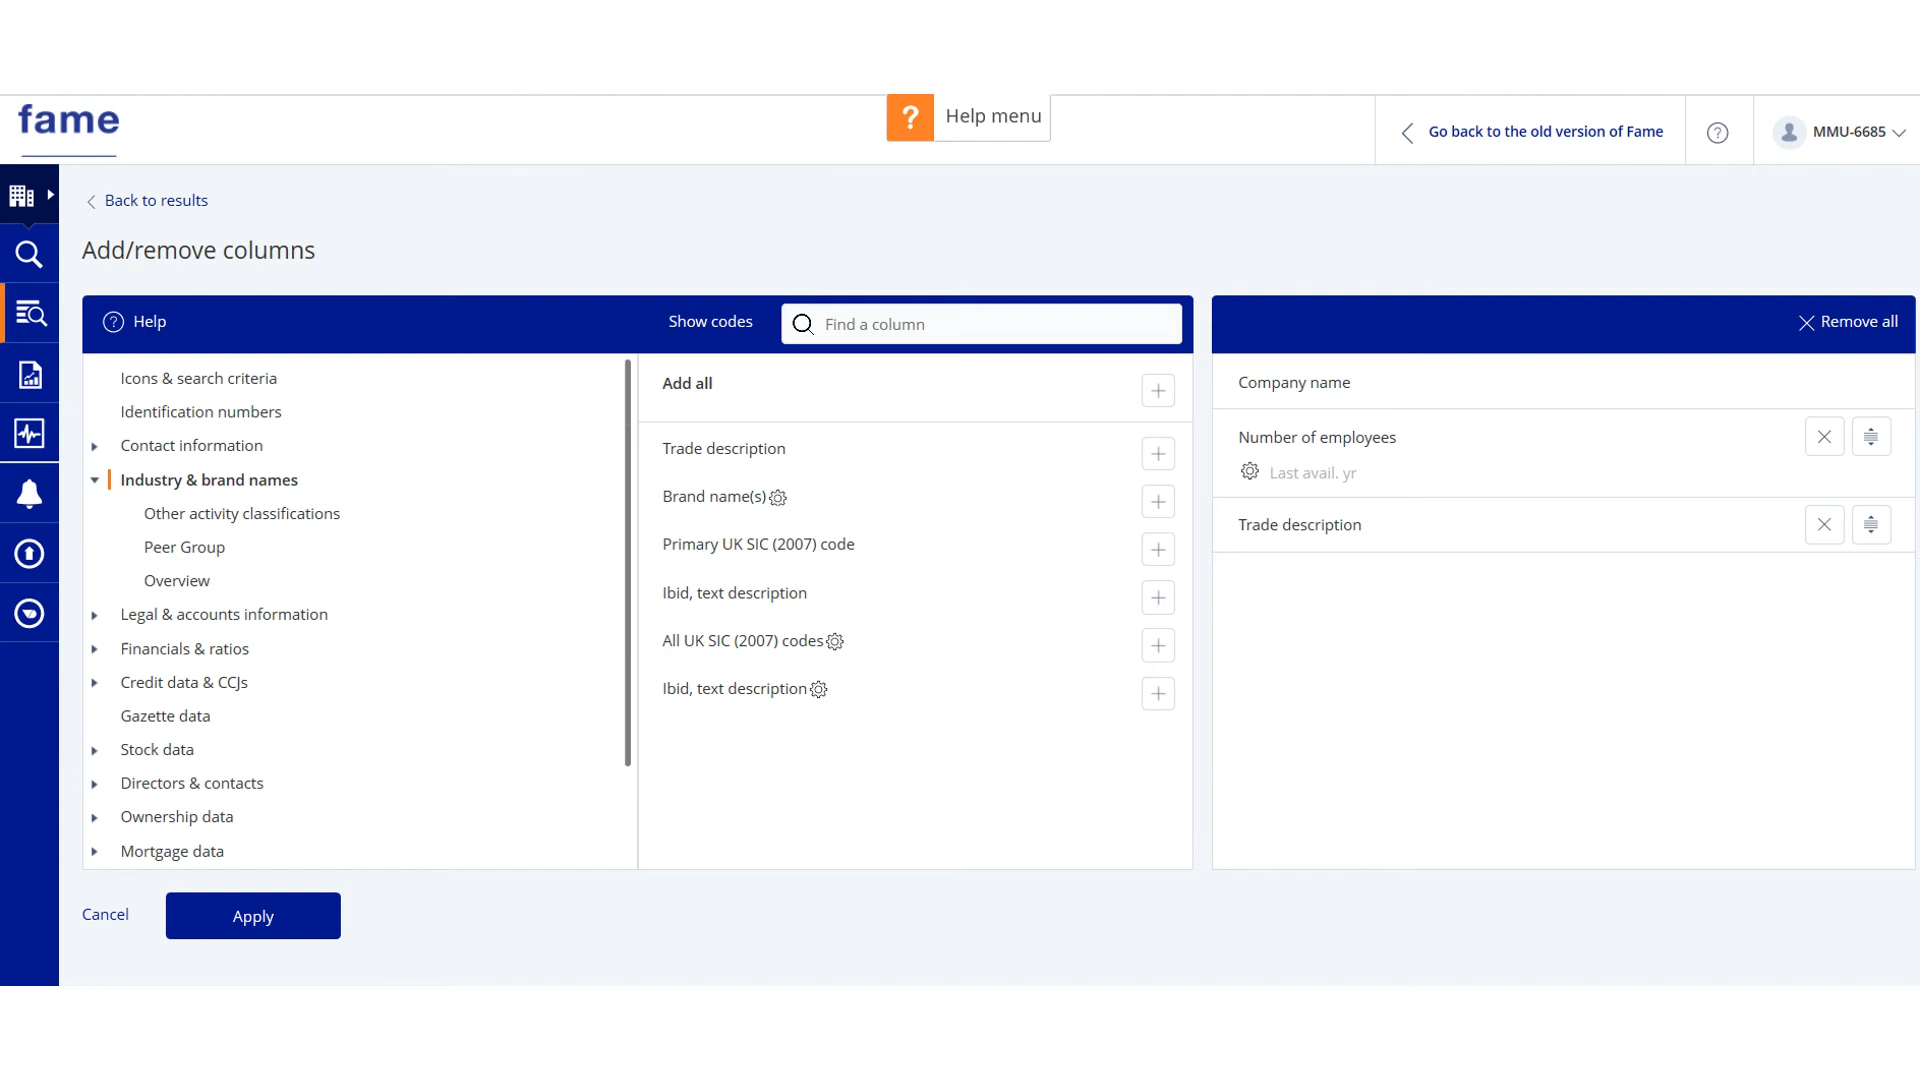 fame
? Help menu
Go back to the old version of Fame
?
MMU-6685
Back to results
Add/remove columns
? Help
Show codes
Find a column
Remove all
Icons & search criteria
Identification numbers
Contact information
Industry & brand names
Other activity classifications
Peer Group
Overview
Legal & accounts information
Financials & ratios
Credit data & CCJs
Gazette data
Stock data
Directors & contacts
Ownership data
Mortgage data
Add all
Trade description
Brand name(s)
Primary UK SIC (2007) code
Ibid, text description
All UK SIC (2007) codes
Ibid, text description
Company name
Number of employees
Last avail. yr
Trade description
Cancel
Apply